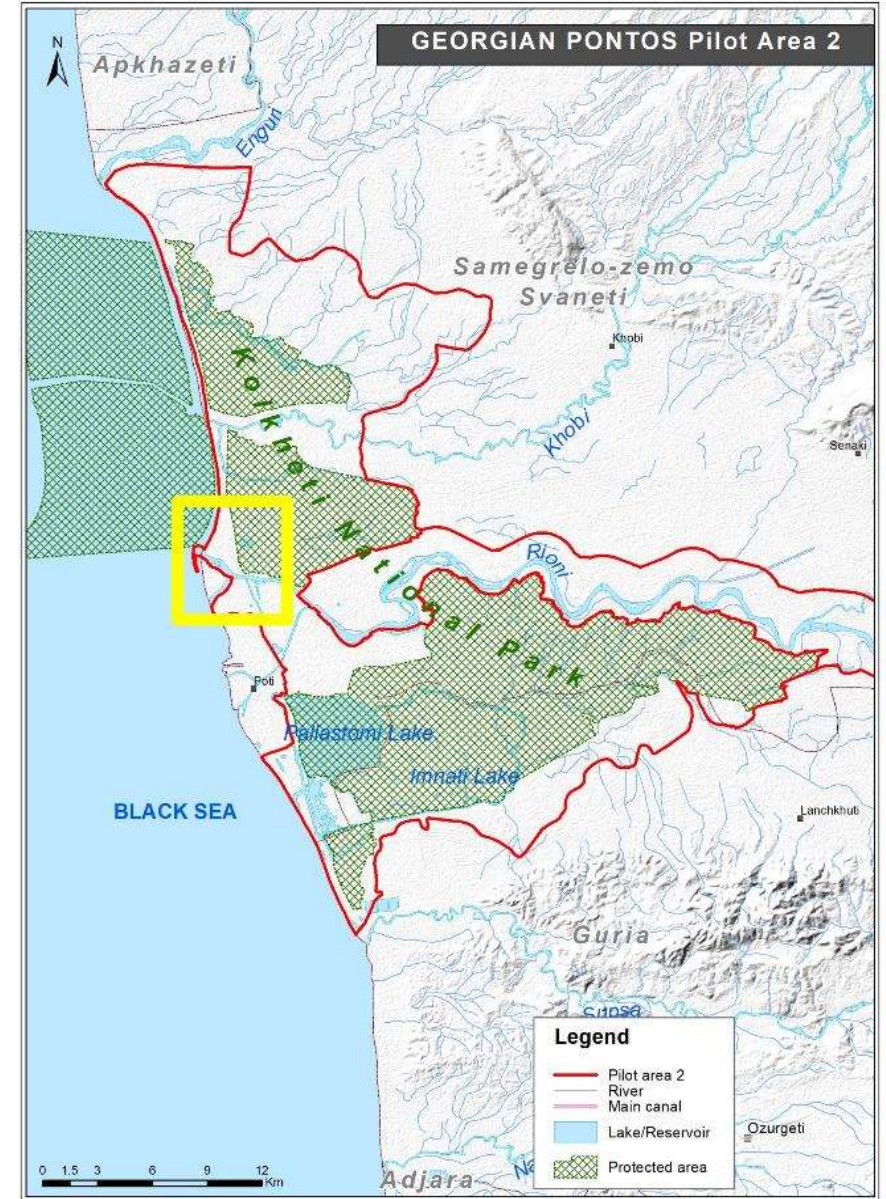 GEORGIAN PONTOS Pilot Area 2
N
Apkhazeti
Enguri
Samegrelo-zemo
Svaneti
Khobi
Kolkheti National Park
Khobi
Senaki
Rioni
Poti
Paliastomi Lake
Imnati Lake
BLACK SEA
Lanchkhuti
Guria
Supsa
Legend
Pilot area 2
River
Main canal
Lake/Reservoir
Protected area
Ozurgeti
0 1.5 3 6 9 12
Km
Adjara